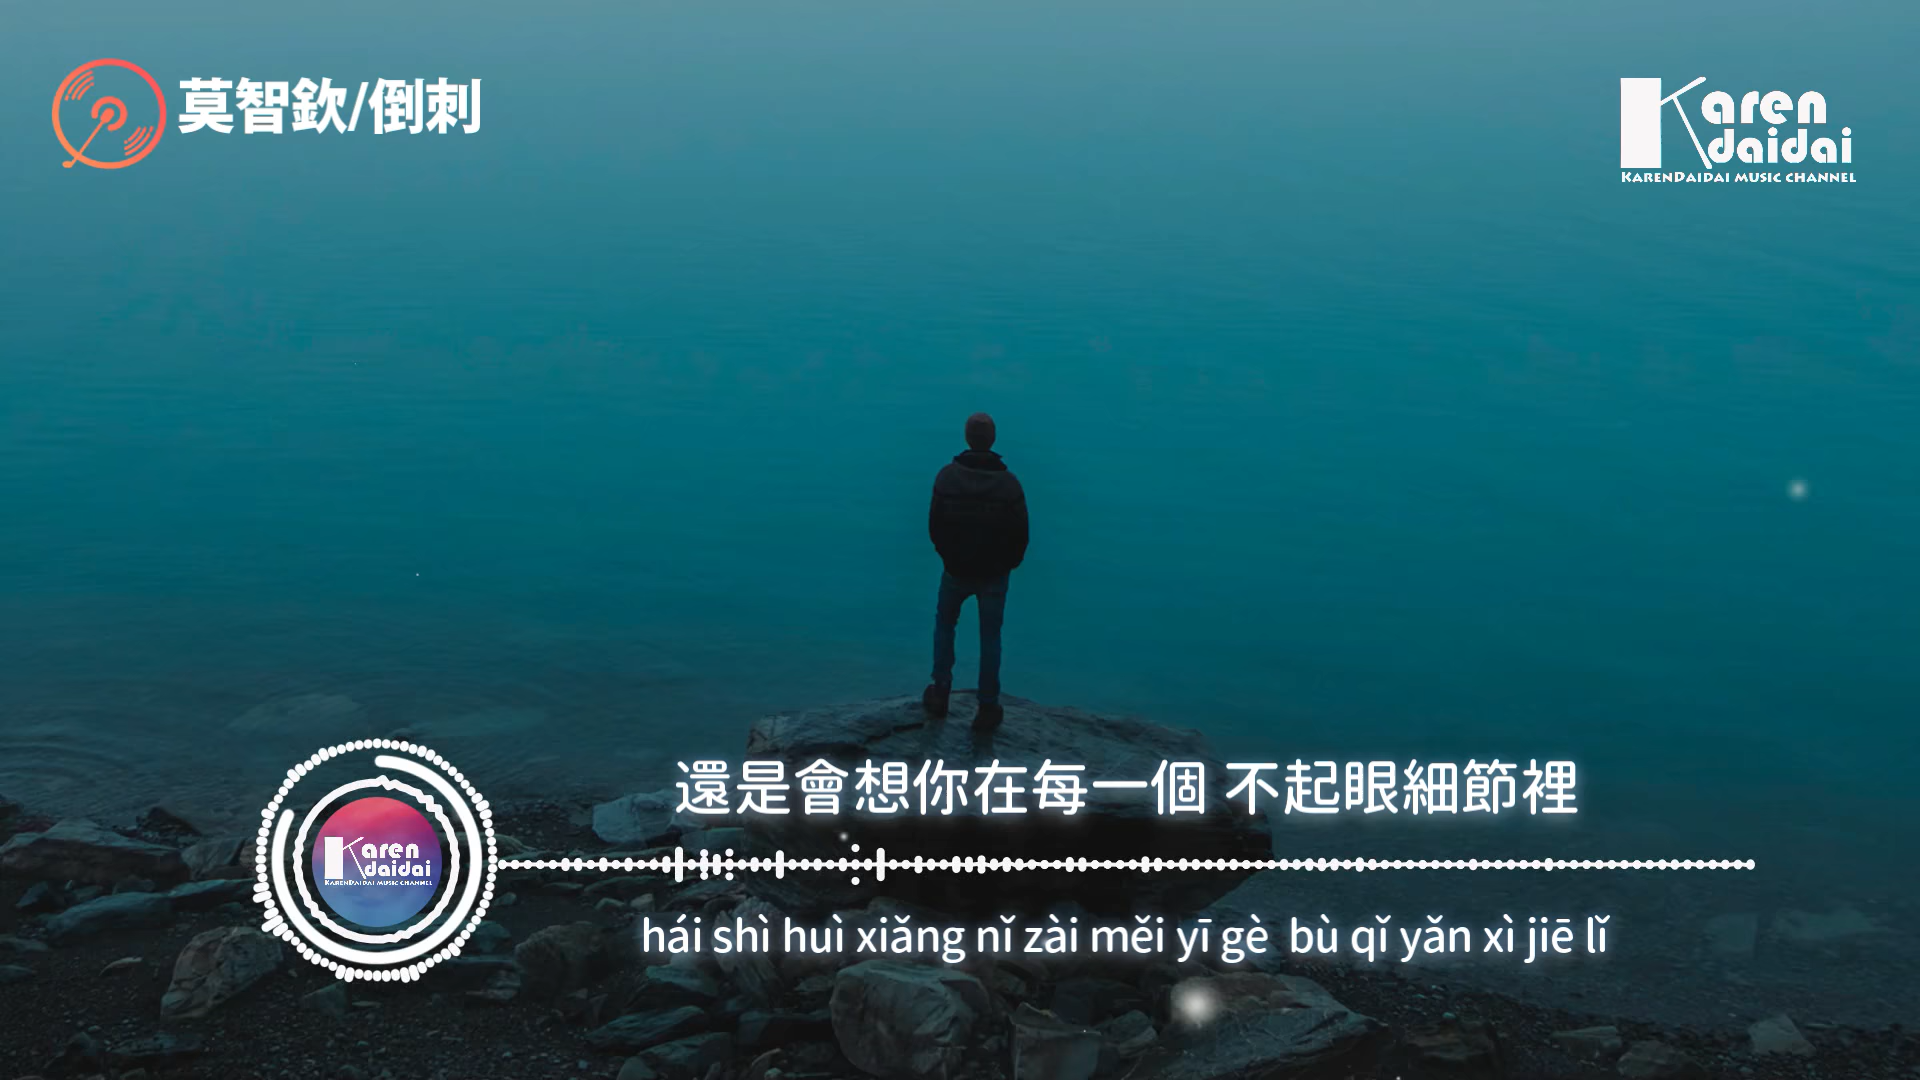 莫智欽/倒刺
Karen
daidai
KARENDAIDAI MUSIC CHANNEL
還是會想你在每一個 不起眼細節裡
Karen
daidai
KARENDAIDAI MUSIC CHANNEL
hái shì huì xiǎng nǐ zài měi yī gè  bù qǐ yǎn xì jiē lǐ